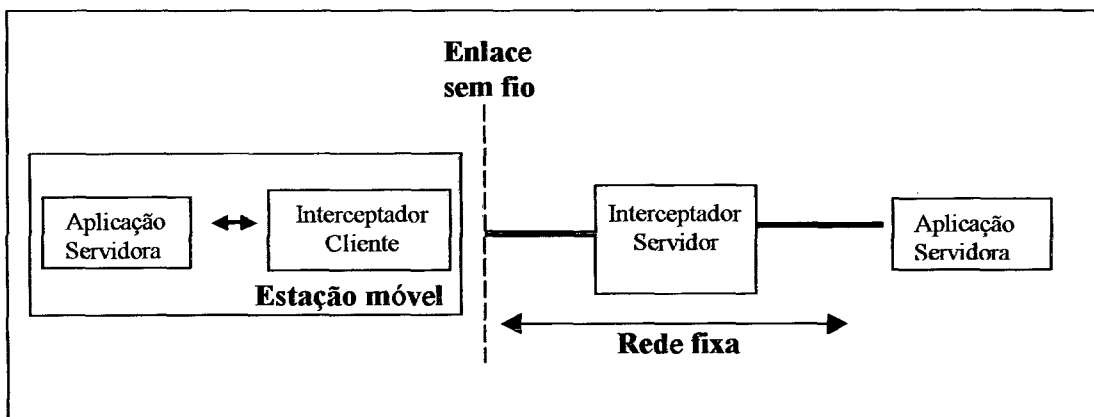 Enlace
sem fio
Aplicação
Servidora
Interceptador
Cliente
Estação móvel
Interceptador
Servidor
Aplicação
Servidora
Rede fixa